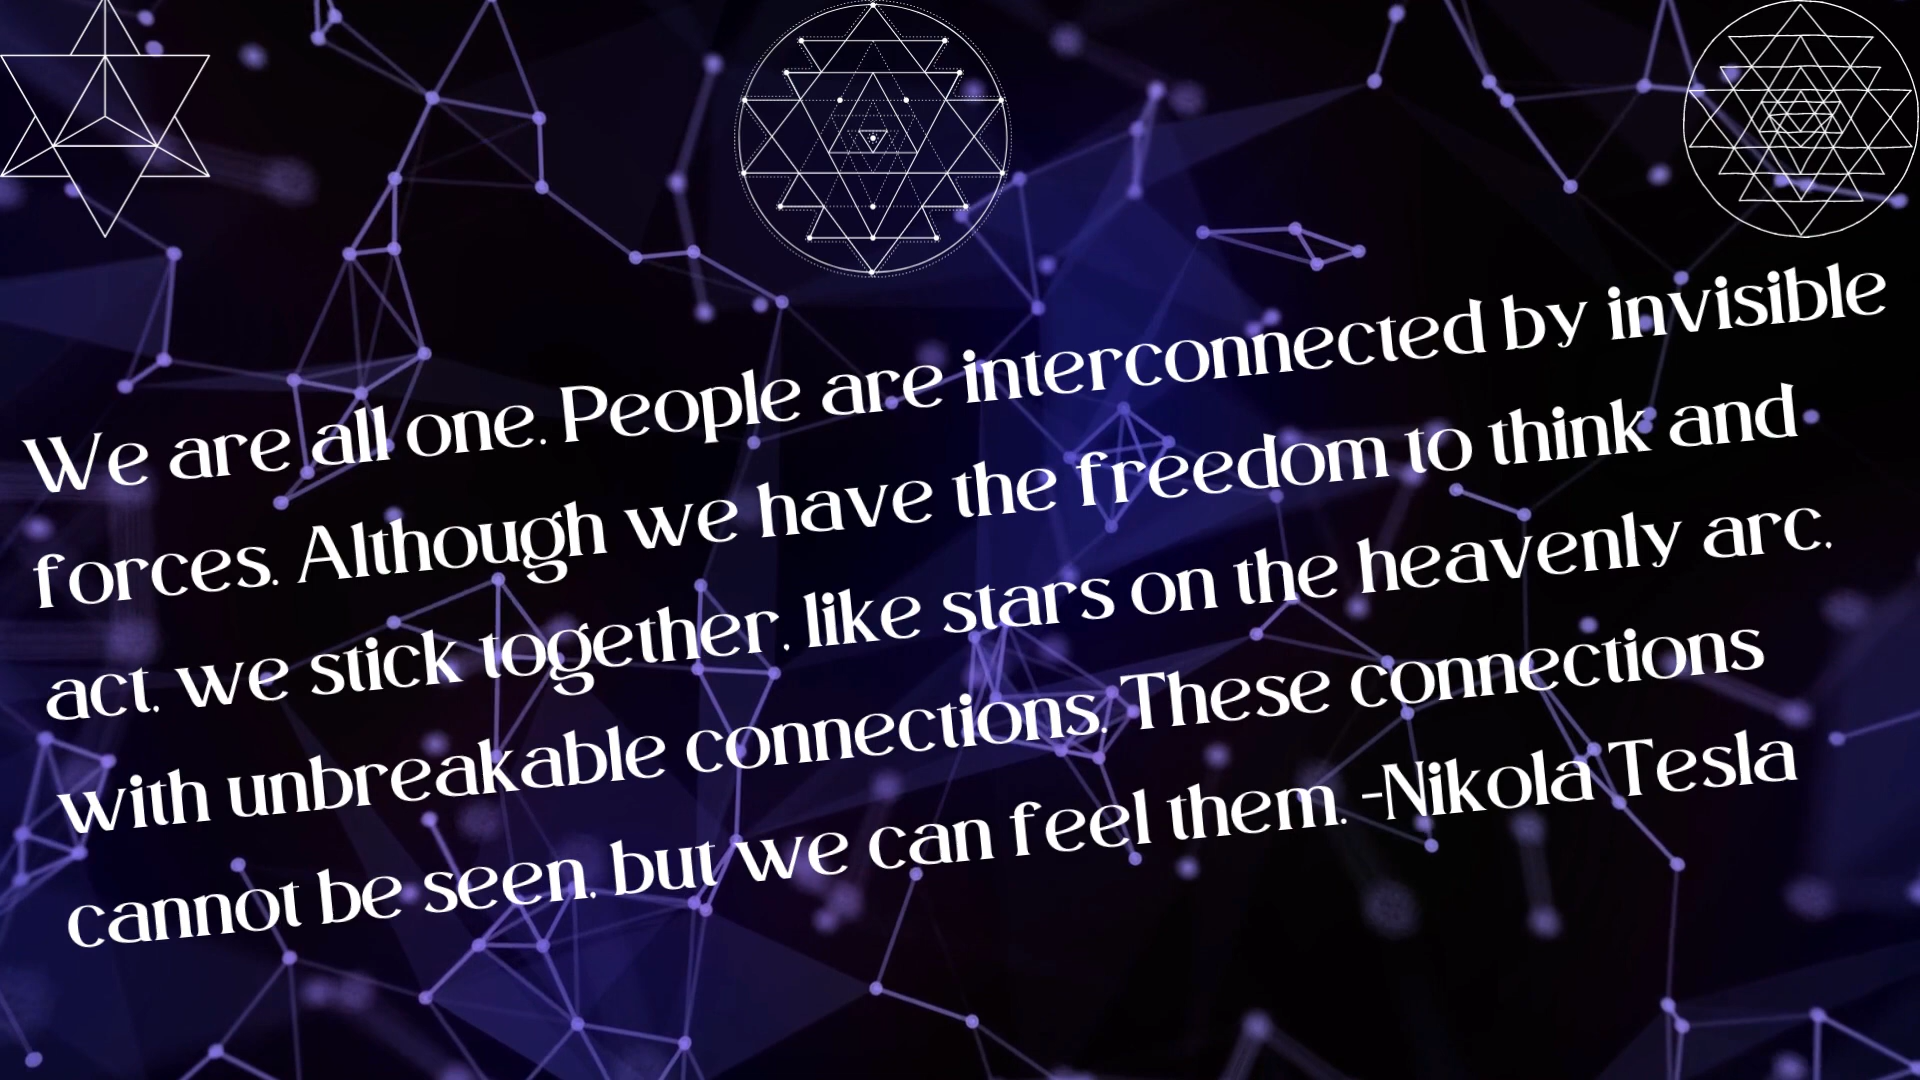 We are all one. People are interconnected by invisible
forces. Although we have the freedom to think and
act, we stick together, like stars on the heavenly arc,
with unbreakable connections. These connections
cannot be seen, but we can feel them. -Nikola Tesla